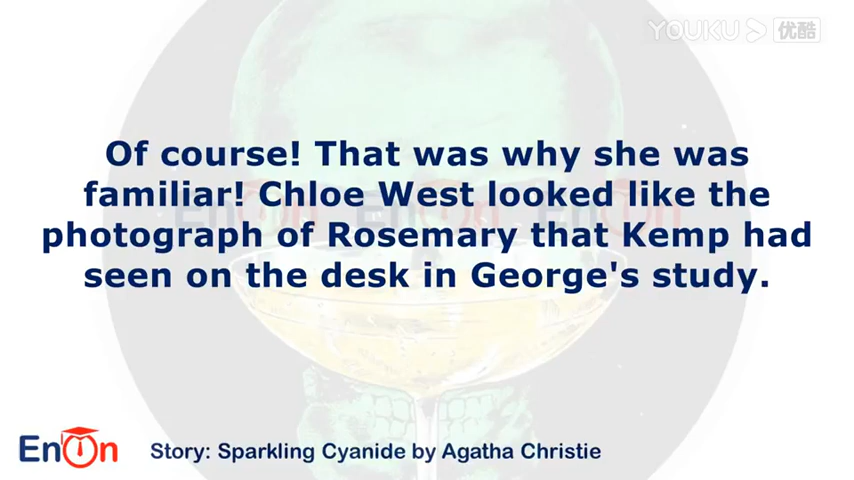 YOUKU 优酷
Of course! That was why she was
familiar! Chloe West looked like the
photograph of Rosemary that Kemp had
seen on the desk in George's study.
EnOn
Story: Sparkling Cyanide by Agatha Christie